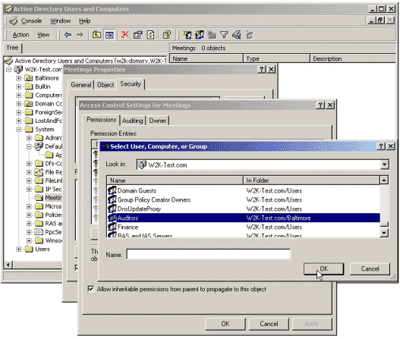 Active Directory Users and Computers
Console Window Help
Action View
Tree
Meetings 0 objects
Active Directory Users and Computers [w2k-domsrv.W2K-Test.com]
Name Type Description
W2K-Test.com
Baltimore
Builtin
Computers
Domain Co
ForeignSec
LostAndFo
System
Admin
Defaul
Ap
Dfs-Co
File Re
FileLin
IP Sec
Meetin
Micros
Policie
RAS an
RpcSe
Winso
Users
Meetings Properties
General Object Security
Access Control Settings for Meetings
Permissions Auditing Owner
Permission Entries:
Select User, Computer, or Group
Look in: W2K-Test.com
Name In Folder
Domain Guests W2K-Test.com/Users
Group Policy Creator Owners W2K-Test.com/Users
DnsUpdateProxy W2K-Test.com/Users
Auditors W2K-Test.com/Baltimore
Finance W2K-Test.com/Users
RAS and IAS Servers W2K-Test.com/Users
Name:
OK Cancel
Allow inheritable permissions from parent to propagate to this object
OK Cancel Apply